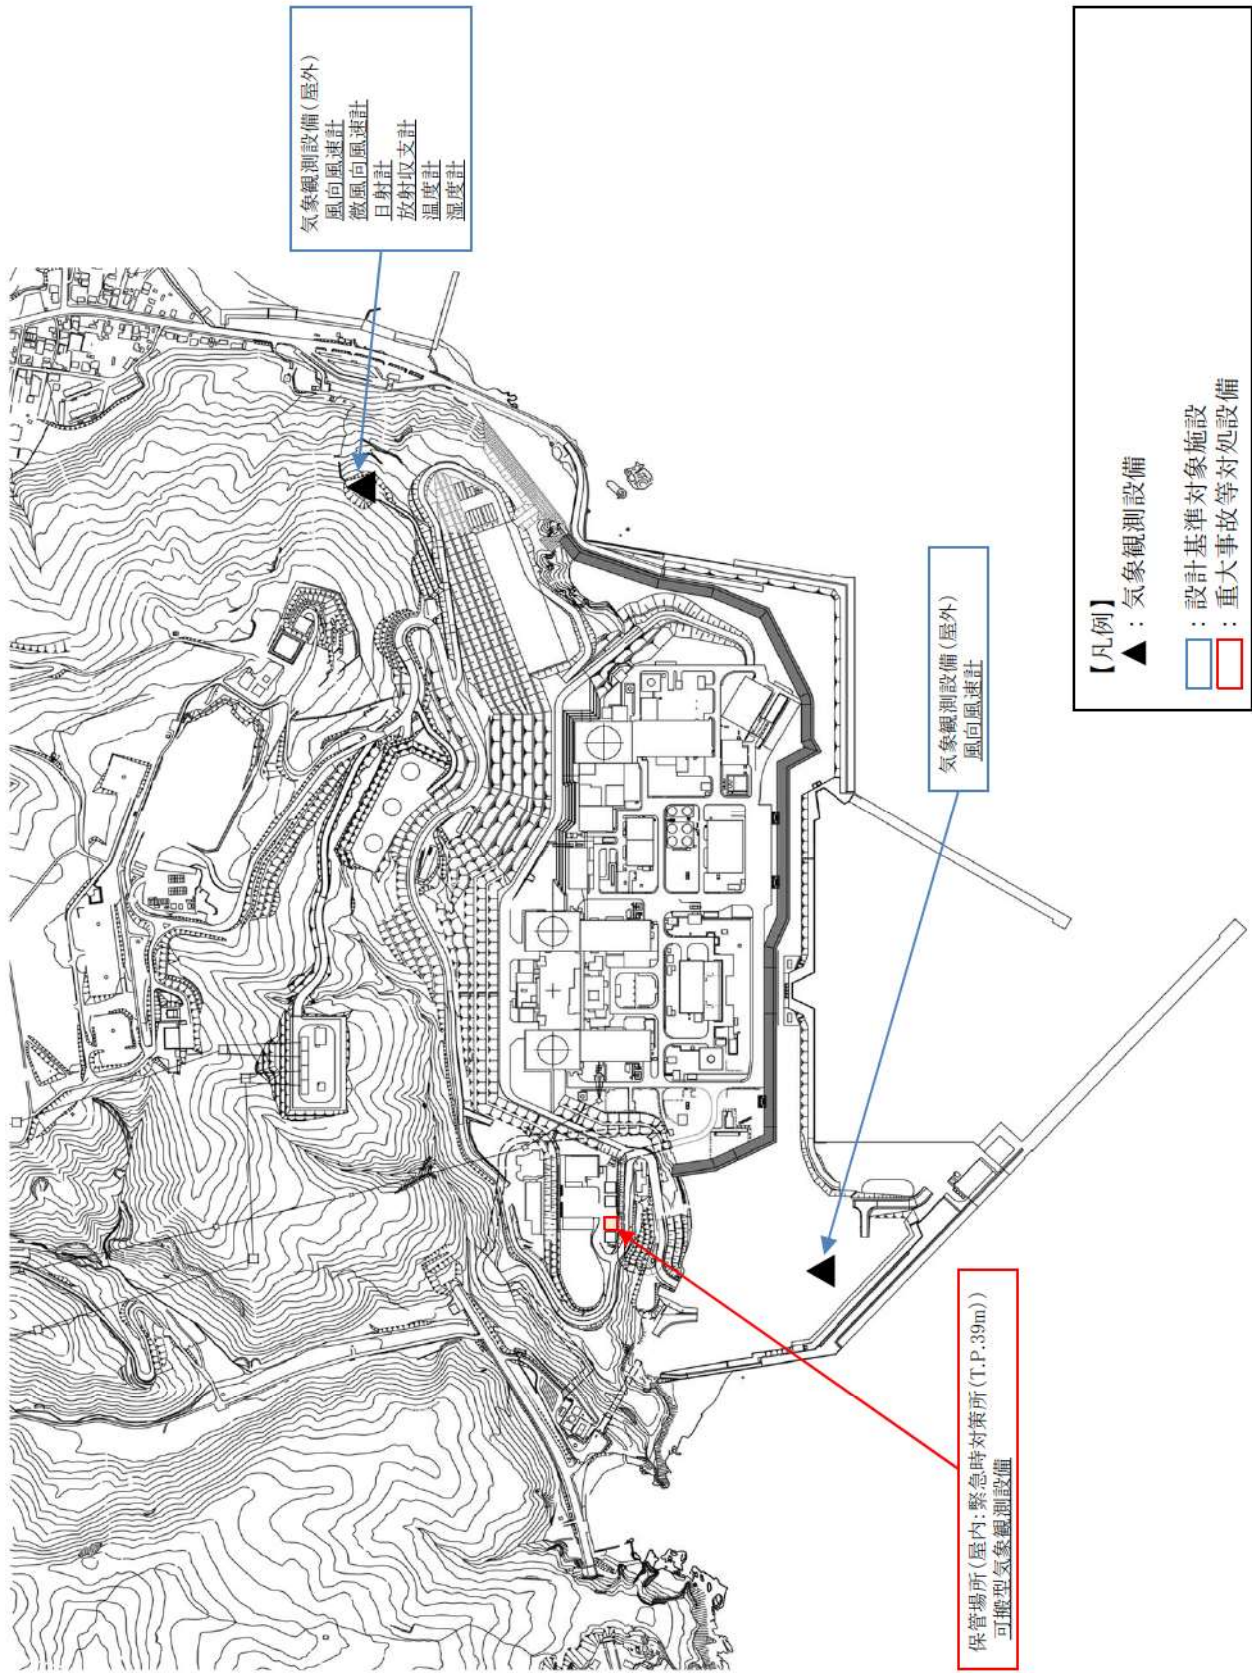 気象観測設備(屋外)
風向風速計
微風向風速計
日射計
放射収支計
温度計
湿度計
気象観測設備(屋外)
風向風速計
保管場所(屋内:緊急時対策所(T.P.39m))
可搬型気象観測設備
【凡例】
▲:気象観測設備
:設計基準対象施設
:重大事故等対処設備